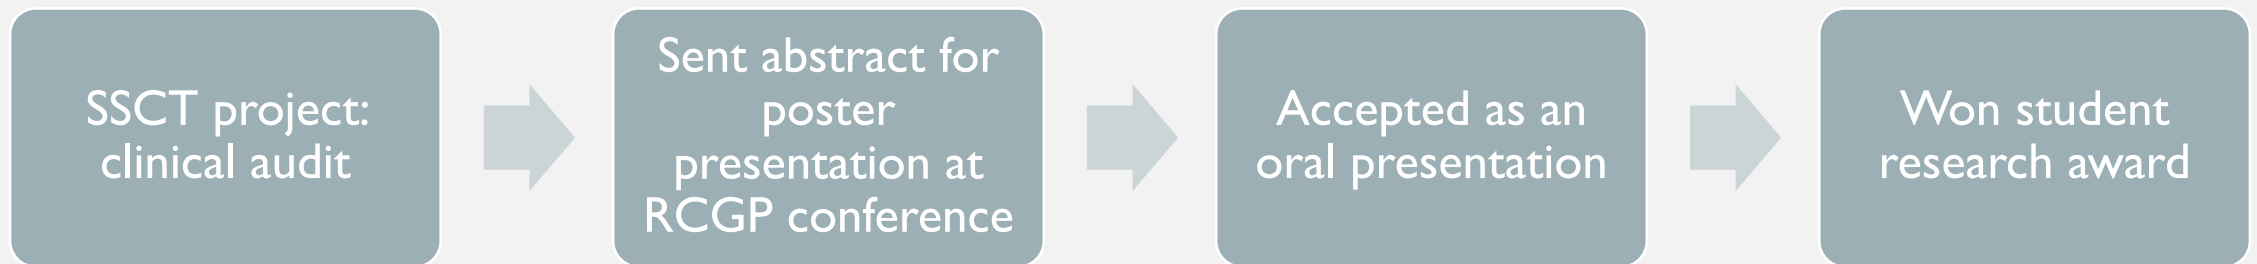 SSCT project:
clinical audit
Sent abstract for
poster
presentation at
RCGP conference
Accepted as an
oral presentation
Won student
research award